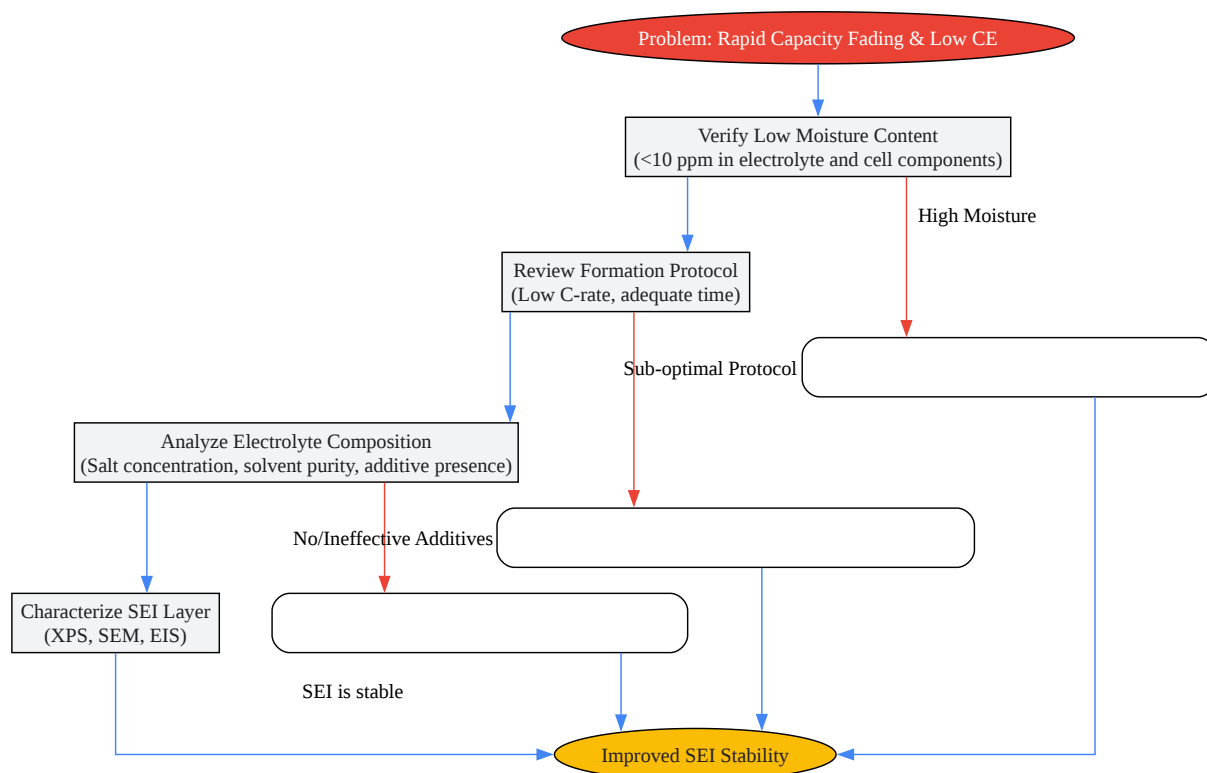 Problem: Rapid Capacity Fading & Low CE
Verify Low Moisture Content
(<10 ppm in electrolyte and cell components)
High Moisture
Review Formation Protocol
(Low C-rate, adequate time)
Sub-optimal Protocol
Analyze Electrolyte Composition
(Salt concentration, solvent purity, additive presence)
No/Ineffective Additives
Characterize SEI Layer
(XPS, SEM, EIS)
SEI is stable
Improved SEI Stability